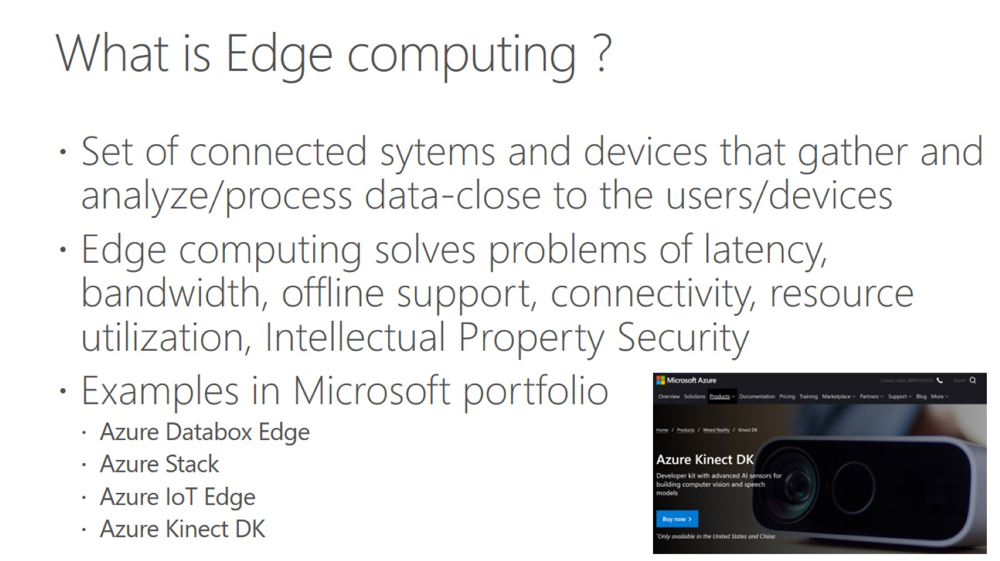 What is Edge computing ?
• Set of connected sytems and devices that gather and
analyze/process data-close to the users/devices
• Edge computing solves problems of latency,
bandwidth, offline support, connectivity, resource
utilization, Intellectual Property Security
• Examples in Microsoft portfolio
• Azure Databox Edge
• Azure Stack
• Azure IoT Edge
• Azure Kinect DK
Microsoft Azure Contact Sales Search
Overview Solutions Products Documentation Pricing Training Marketplace Partners Support Blog More
Home / Products / Mixed Reality / Kinect DK
Azure Kinect DK
Developer kit with advanced AI sensors for
building computer vision and speech
models
Buy now >
*Only available in the United States and China